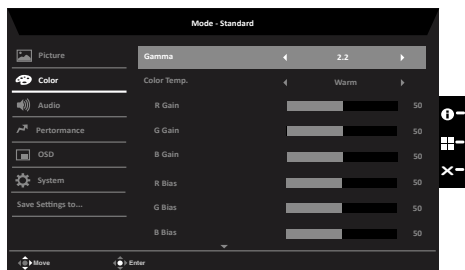 Mode - Standard
Picture
Gamma 2.2
Color
Color Temp. Warm
Audio
R Gain 50
Pertormance
G Gain 50
OSD
B Gain 50
System
R Bias 50
Save Settings to...
G Bias 50
B Bias 50
Move Enter